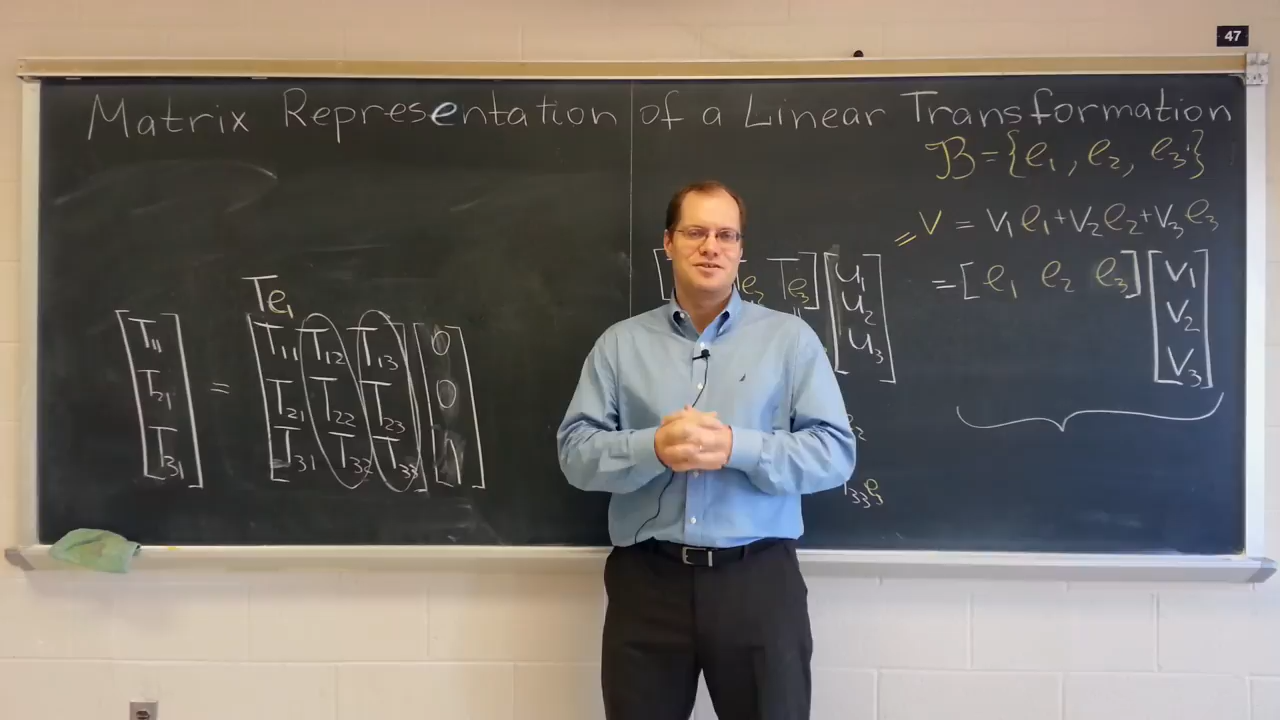 47
Matrix Representation of a Linear Transformation
B={e₁, e₂, e₃}
V = V₁e₁+V₂e₂+V₃e₃
=[e₁ e₂ e₃][V₁
V₂
V₃]
e₂ Te₃][u₁
u₂
u₃]
Te₁
[T₁₁ = [T₁₁ T₁₂ T₁₃ [0
T₂₁ T₂₁ T₂₂ T₂₃ 0
T₃₁] T₃₁ T₃₂ T₃₃] 1]
₃₃e₃